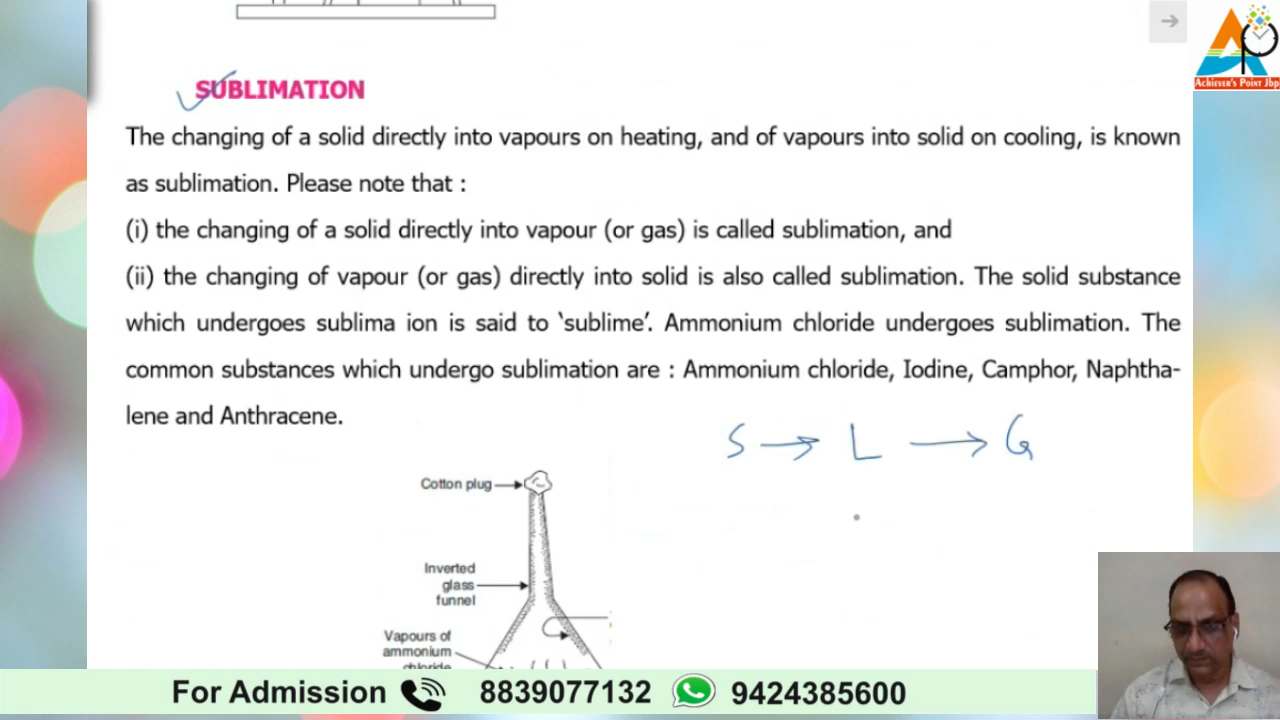 ACHIEVER'S POINT JBP
SUBLIMATION
The changing of a solid directly into vapours on heating, and of vapours into solid on cooling, is known
as sublimation. Please note that :
(i) the changing of a solid directly into vapour (or gas) is called sublimation, and
(ii) the changing of vapour (or gas) directly into solid is also called sublimation. The solid substance
which undergoes sublima ion is said to 'sublime'. Ammonium chloride undergoes sublimation. The
common substances which undergo sublimation are : Ammonium chloride, Iodine, Camphor, Naphtha-
lene and Anthracene.
S → L → G
Cotton plug
Inverted
glass
funnel
Vapours of
ammonium
chloride
For Admission 8839077132 9424385600